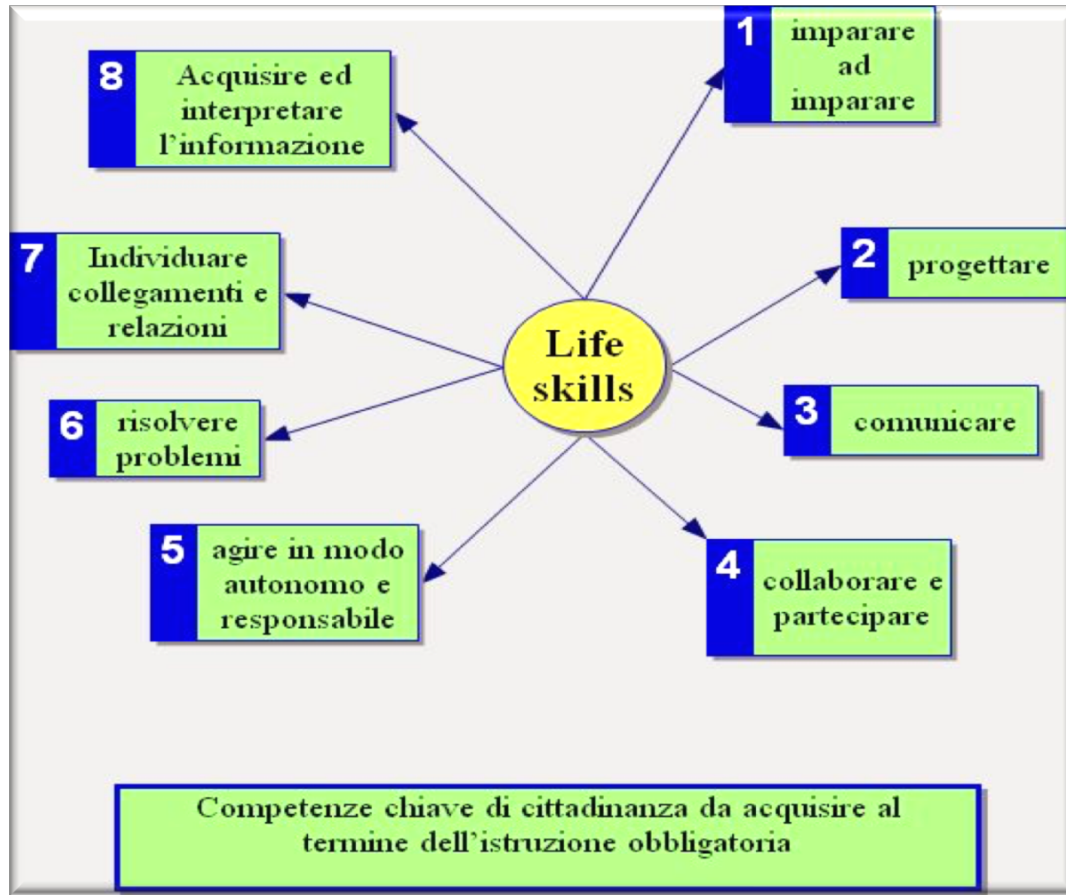 Life
skills
1
imparare
ad
imparare
2
progettare
3
comunicare
4
collaborare e
partecipare
5
agire in modo
autonomo e
responsabile
6
risolvere
problemi
7
Individuare
collegamenti e
relazioni
8
Acquisire ed
interpretare
l'informazione
Competenze chiave di cittadinanza da acquisire al
termine dell'istruzione obbligatoria